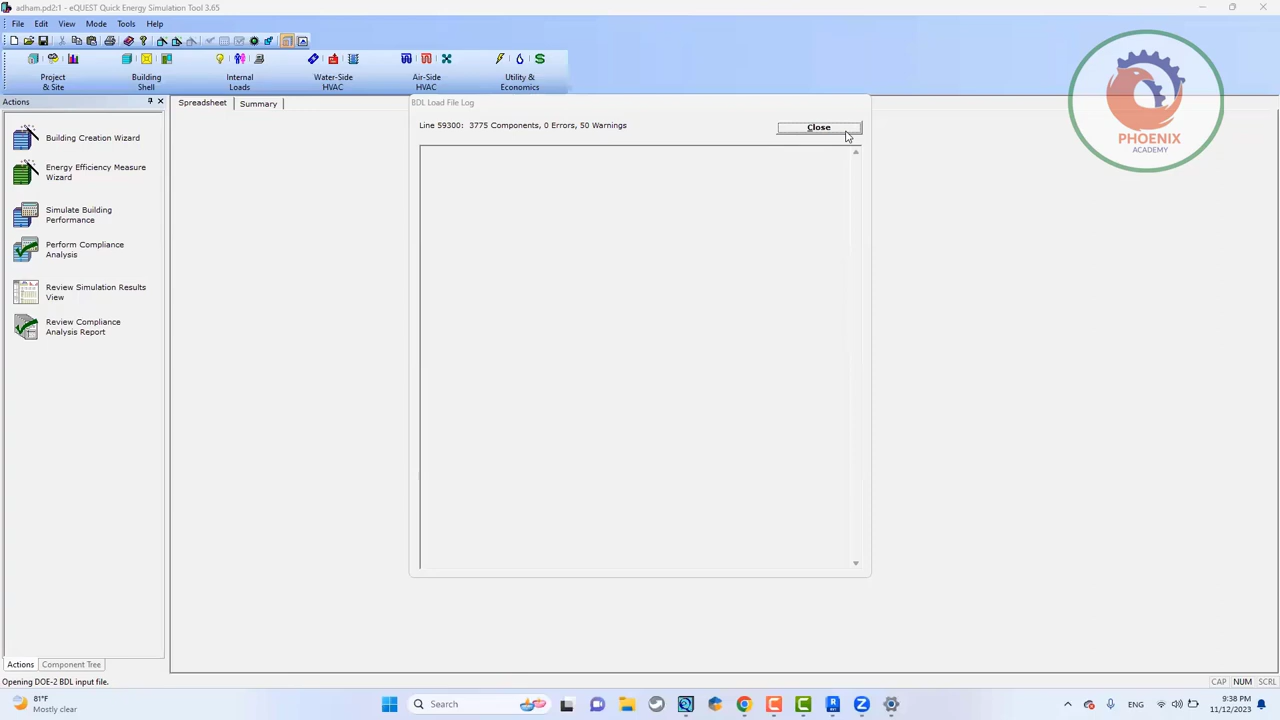 adham.pd2:1 - eQUEST Quick Energy Simulation Tool 3.65
File Edit View Mode Tools Help
Project & Site
Building Shell
Internal Loads
Water-Side HVAC
Air-Side HVAC
Utility & Economics
Actions
Building Creation Wizard
Energy Efficiency Measure
Wizard
Simulate Building
Performance
Perform Compliance
Analysis
Review Simulation Results
View
Review Compliance
Analysis Report
Actions Component Tree
Spreadsheet Summary
BDL Load File Log
Line 59300: 3775 Components, 0 Errors, 50 Warnings
Close
PHOENIX
ACADEMY
Opening DOE-2 BDL input file.
CAP NUM SCRL
81°F
Mostly clear
Search
ENG
9:38 PM
11/12/2023